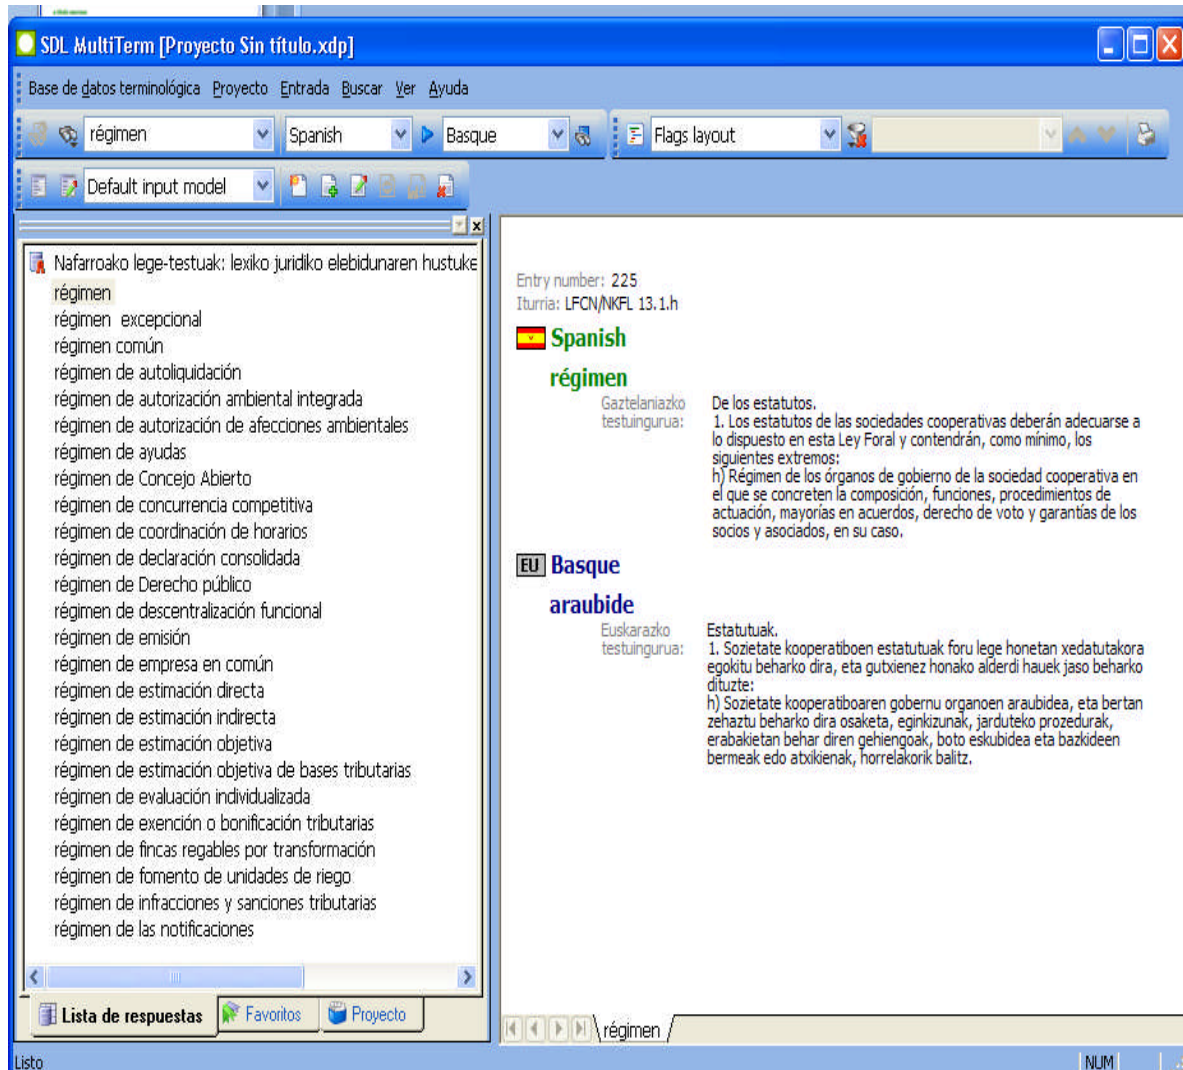 SDL MultiTerm [Proyecto Sin título.xdp]
Base de datos terminológica Proyecto Entrada Buscar Ver Ayuda
régimen Spanish Basque Flags layout
Default input model
Nafarroako lege-testuak: lexiko juridiko elebidunaren hustuke
régimen
régimen excepcional
régimen común
régimen de autoliquidación
régimen de autorización ambiental integrada
régimen de autorización de afecciones ambientales
régimen de ayudas
régimen de Concejo Abierto
régimen de concurrencia competitiva
régimen de coordinación de horarios
régimen de declaración consolidada
régimen de Derecho público
régimen de descentralización funcional
régimen de emisión
régimen de empresa en común
régimen de estimación directa
régimen de estimación indirecta
régimen de estimación objetiva
régimen de estimación objetiva de bases tributarias
régimen de evaluación individualizada
régimen de exención o bonificación tributarias
régimen de fincas regables por transformación
régimen de fomento de unidades de riego
régimen de infracciones y sanciones tributarias
régimen de las notificaciones
Lista de respuestas Favoritos Proyecto
Entry number: 225
Iturria: LFCN/NKFL 13.1.h
Spanish
régimen
Gaztelaniazko testuingurua:
De los estatutos.
1. Los estatutos de las sociedades cooperativas deberán adecuarse a
lo dispuesto en esta Ley Foral y contendrán, como mínimo, los
siguientes extremos:
h) Régimen de los órganos de gobierno de la sociedad cooperativa en
el que se concreten la composición, funciones, procedimientos de
actuación, mayorías en acuerdos, derecho de voto y garantías de los
socios y asociados, en su caso.
EU Basque
araubide
Euskarazko testuingurua:
Estatutuak.
1. Sozietate kooperatiboen estatutuak foru lege honetan xedatutakora
egokitu beharko dira, eta gutxienez honako alderdi hauek jaso beharko
dituzte:
h) Sozietate kooperatiboaren gobernu organoen araubidea, eta bertan
zehaztu beharko dira osaketa, eginkizunak, jarduteko prozedurak,
erabakietan behar diren gehiengoak, boto eskubidea eta bazkideen
bermeak edo atxikienak, horrelakorik balitz.
régimen
Listo NUM